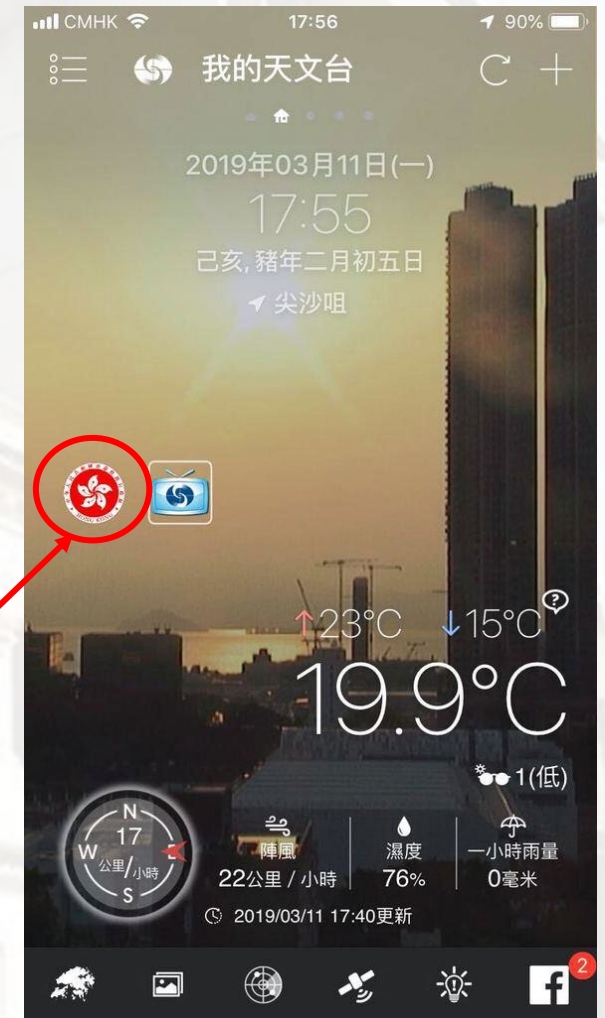 CMHK 17:56 90%
我的天文台
2019年03月11日(一)
17:55
己亥, 豬年二月初五日
尖沙咀
HONG KONG
↑23°C ↓15°C ?
19.9°C
1(低)
N
W 17 E
公里/小時
S
陣風 濕度 一小時雨量
22公里 / 小時 76% 0毫米
2019/03/11 17:40更新
f 2